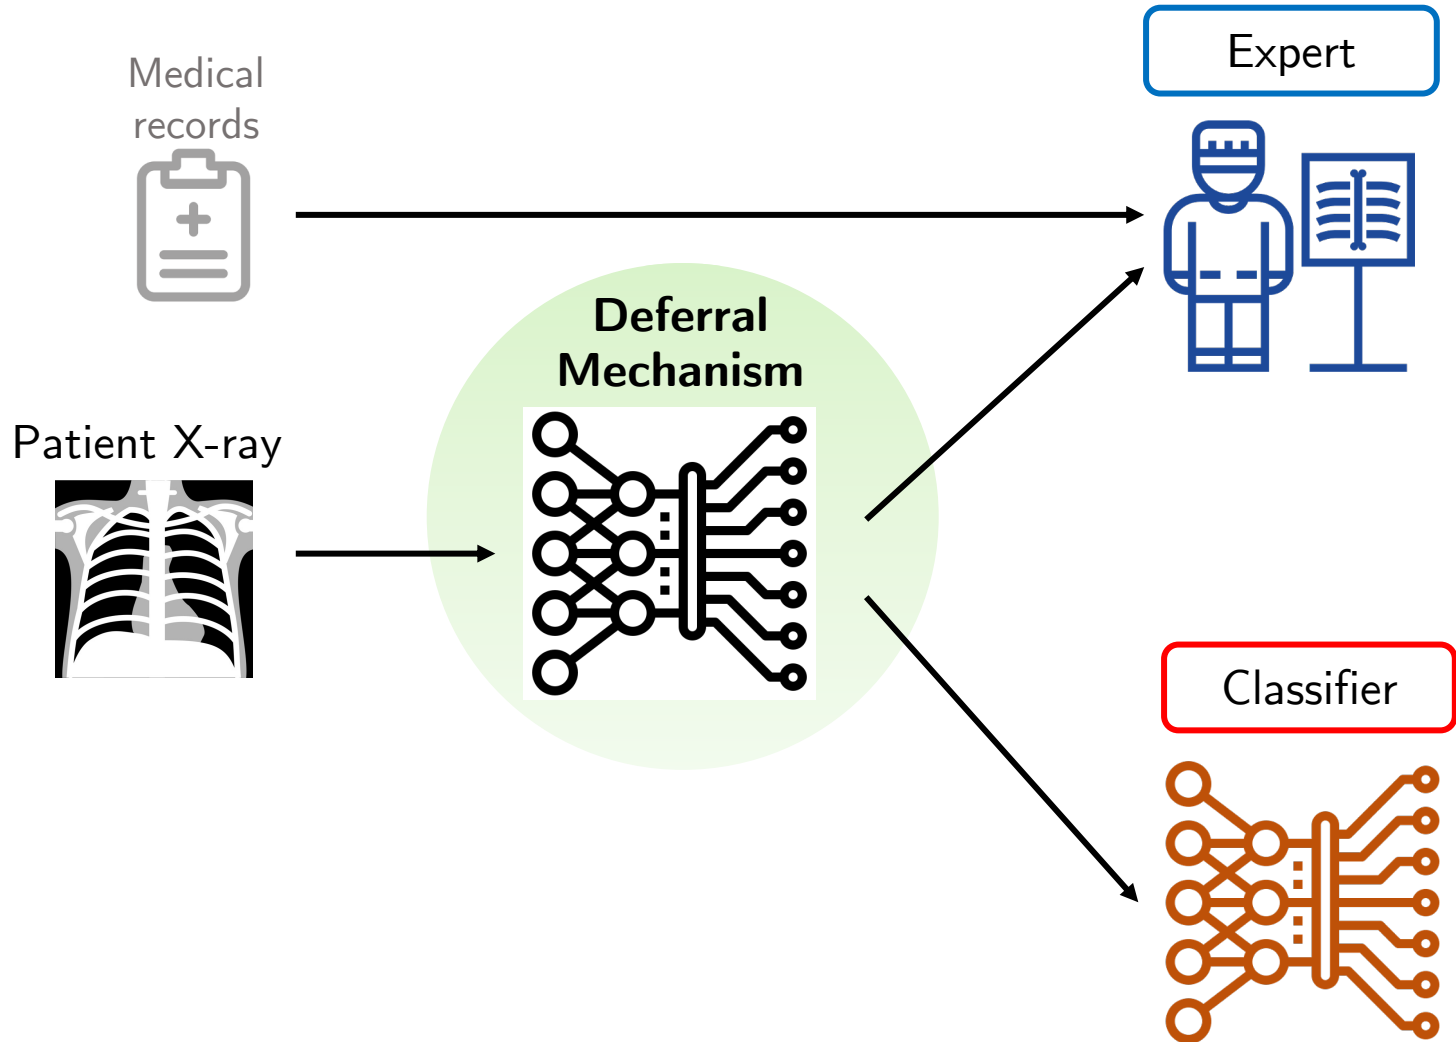 Medical
records
Expert
Deferral
Mechanism
Patient X-ray
Classifier